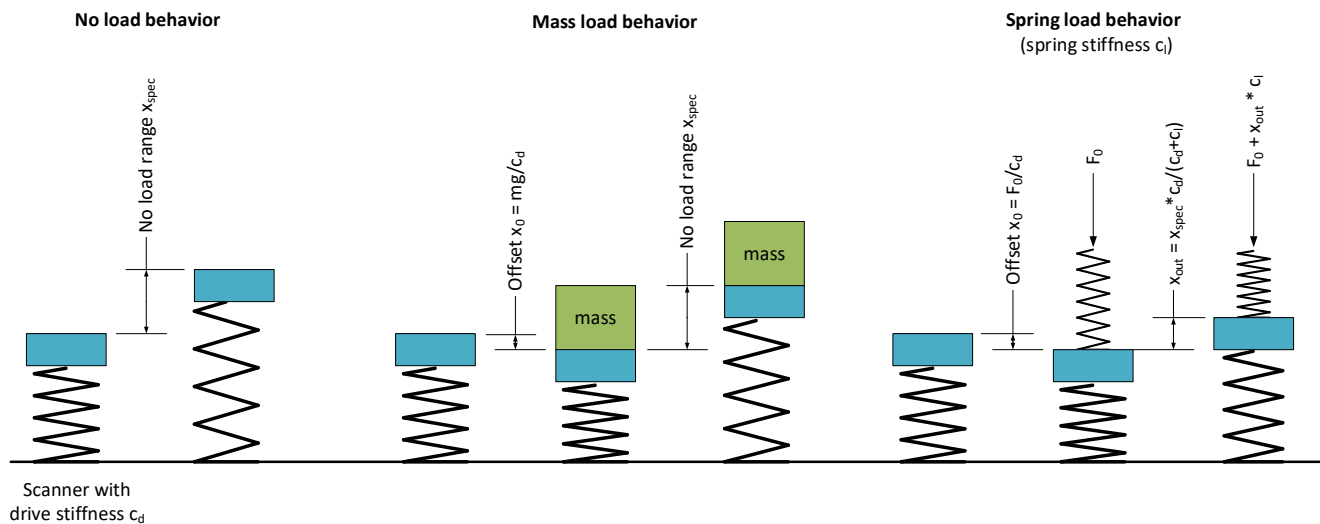 No load behavior
No load range xspec
Scanner with
drive stiffness cd
Mass load behavior
Offset x0 = mg/cd
mass
No load range xspec
mass
Spring load behavior
(spring stiffness cl)
Offset x0 = F0/cd
F0
xout = xspec*cd/(cd+cl)
F0 + xout * cl